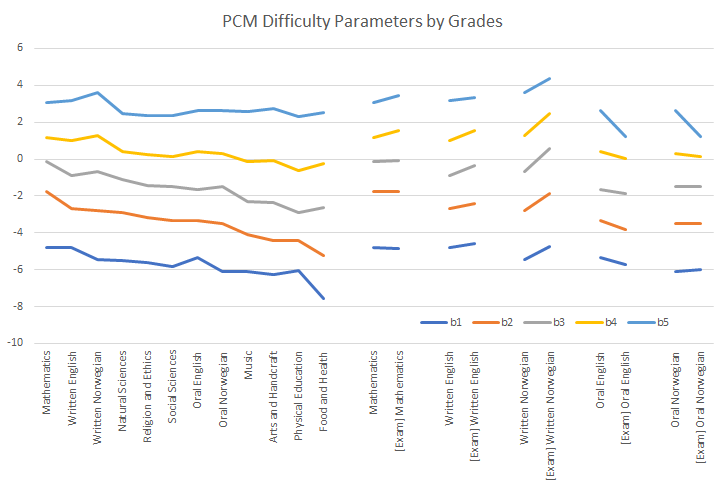 PCM Difficulty Parameters by Grades
6
4
2
0
-2
-4
-6
-8
-10
b1 b2 b3 b4 b5
Mathematics
Written English
Written Norwegian
Natural Sciences
Religion and Ethics
Social Sciences
Oral English
Oral Norwegian
Music
Arts and Handcraft
Physical Education
Food and Health
Mathematics
[Exam] Mathematics
Written English
[Exam] Written English
Written Norwegian
[Exam] Written Norwegian
Oral English
[Exam] Oral English
Oral Norwegian
[Exam] Oral Norwegian